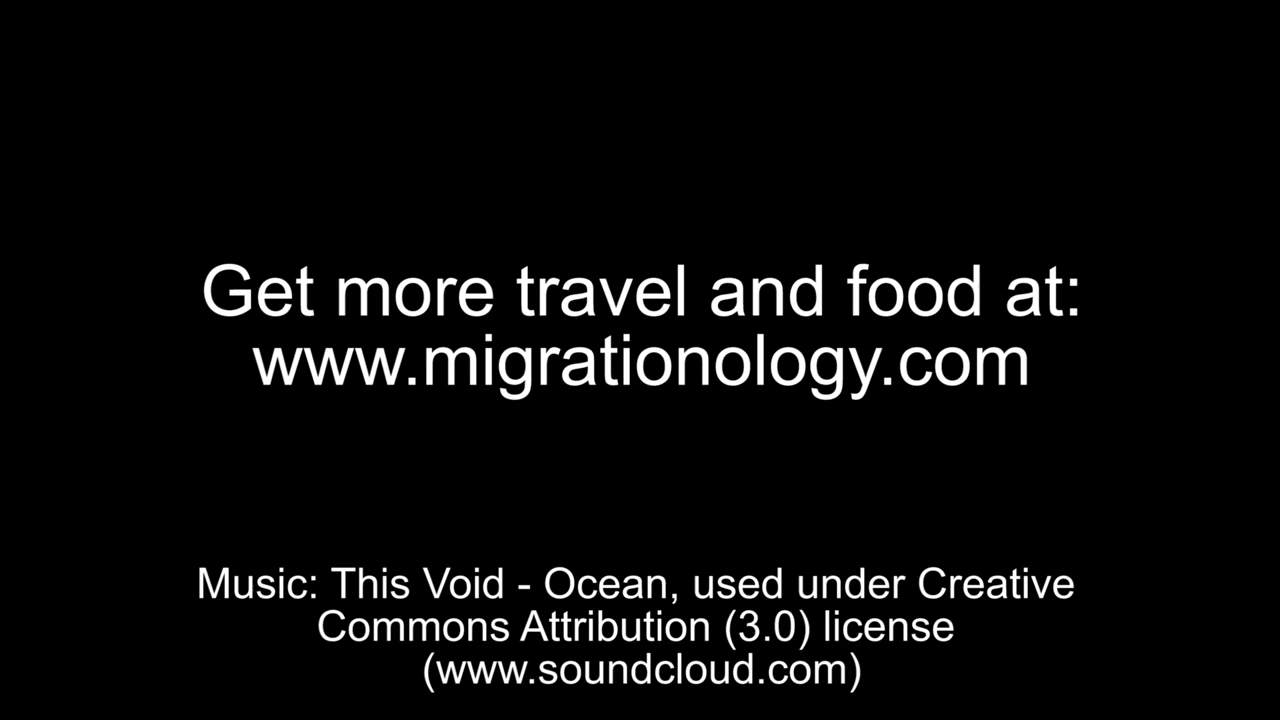 Get more travel and food at:
www.migrationology.com
Music: This Void - Ocean, used under Creative
Commons Attribution (3.0) license
(www.soundcloud.com)